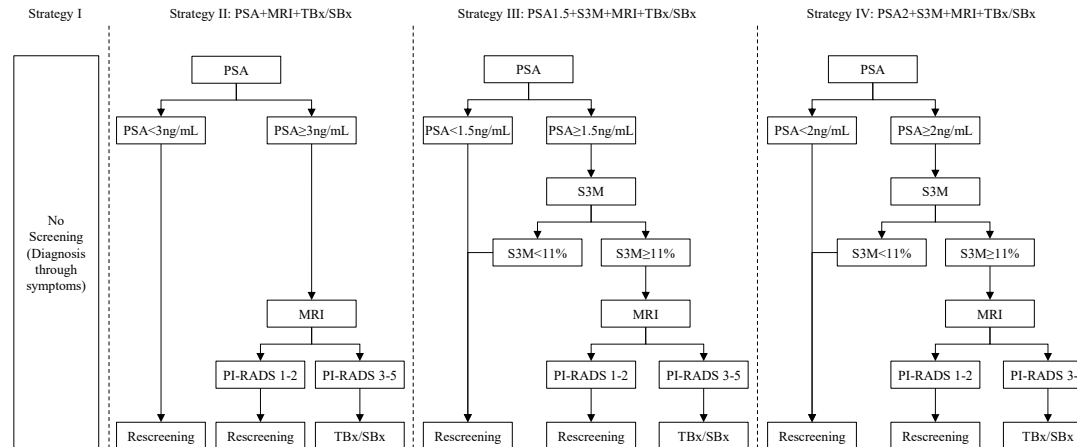 Strategy I
Strategy II: PSA+MRI+TBx/SBx
Strategy III: PSA1.5+S3M+MRI+TBx/SBx
Strategy IV: PSA2+S3M+MRI+TBx/SBx
No
Screening
(Diagnosis
through
symptoms)
PSA
PSA<3ng/mL
PSA≥3ng/mL
MRI
PI-RADS 1-2
PI-RADS 3-5
Rescreening
Rescreening
TBx/SBx
PSA
PSA<1.5ng/mL
PSA≥1.5ng/mL
S3M
S3M<11%
S3M≥11%
MRI
PI-RADS 1-2
PI-RADS 3-5
Rescreening
Rescreening
TBx/SBx
PSA
PSA<2ng/mL
PSA≥2ng/mL
S3M
S3M<11%
S3M≥11%
MRI
PI-RADS 1-2
PI-RADS 3-
Rescreening
Rescreening
TBx/SBx